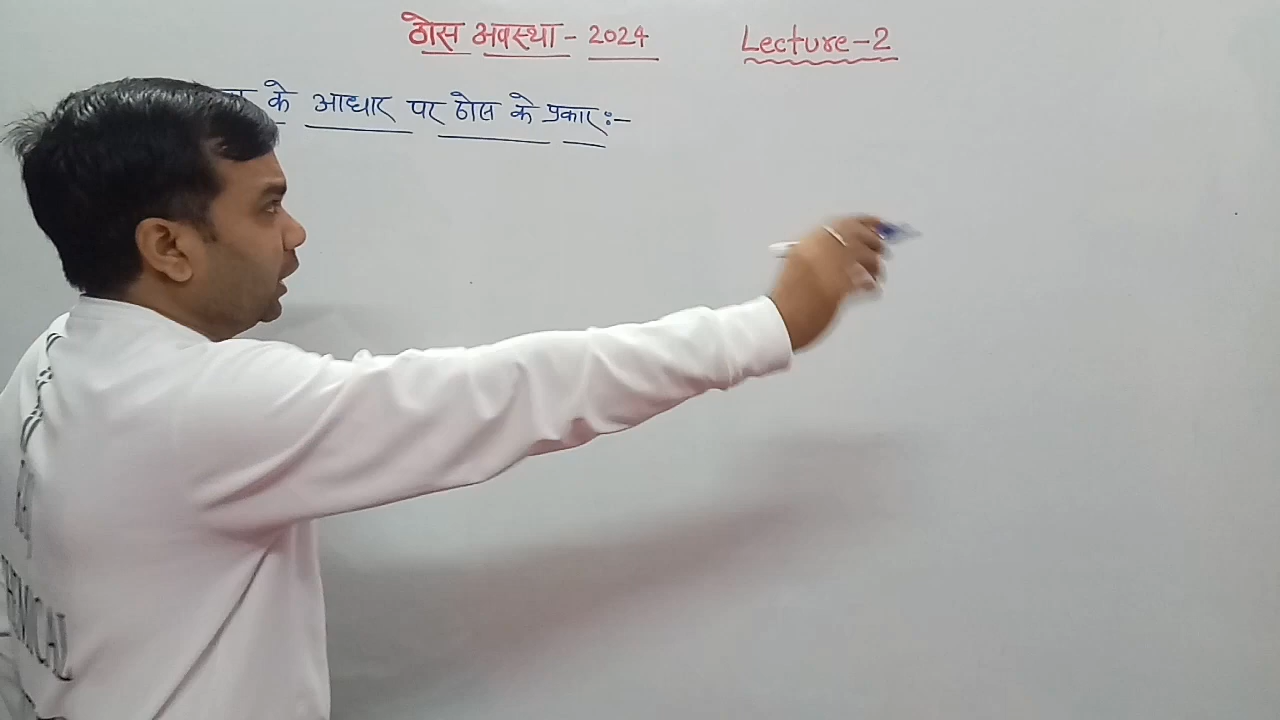 ठोस अवस्था - 2024 Lecture-2
के आधार पर ठोस के प्रकार :-